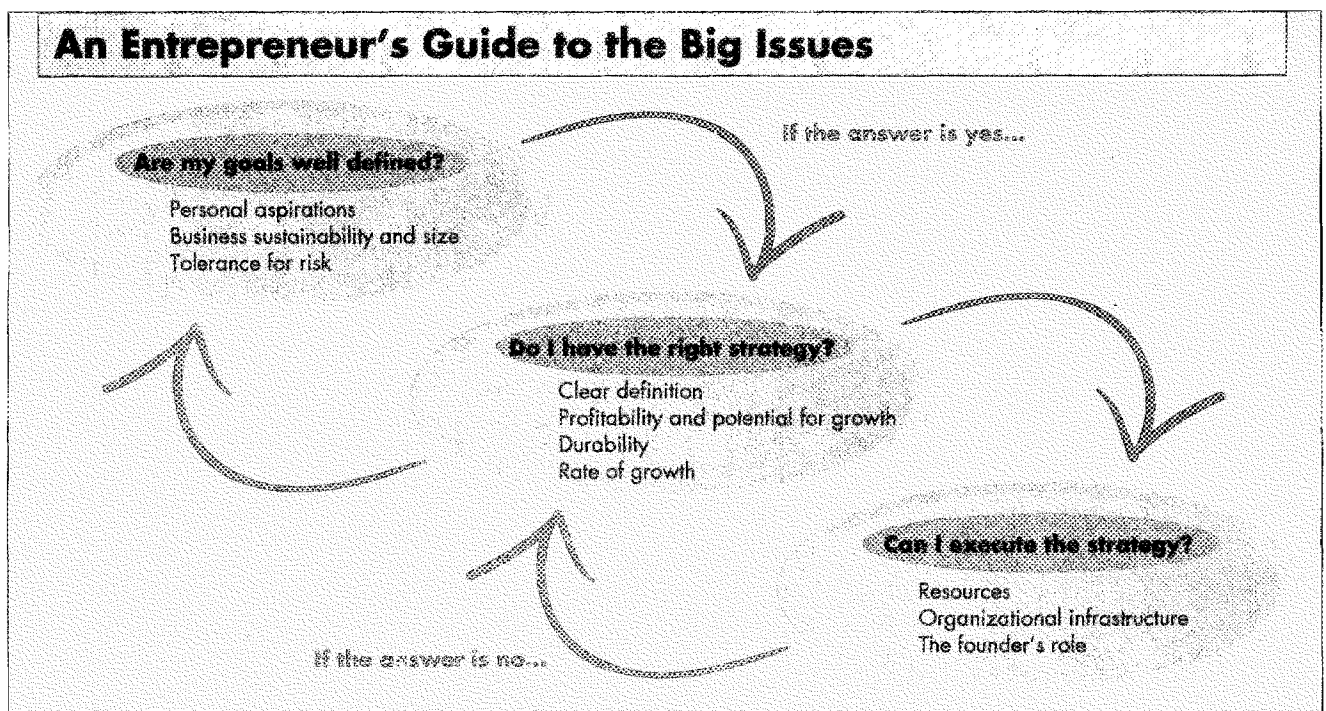 An Entrepreneur's Guide to the Big Issues
If the answer is yes...
Are my goals well defined?
Personal aspirations
Business sustainability and size
Tolerance for risk
Do I have the right strategy?
Clear definition
Profitability and potential for growth
Durability
Rate of growth
Can I execute the strategy?
Resources
Organizational infrastructure
The founder's role
If the answer is no...